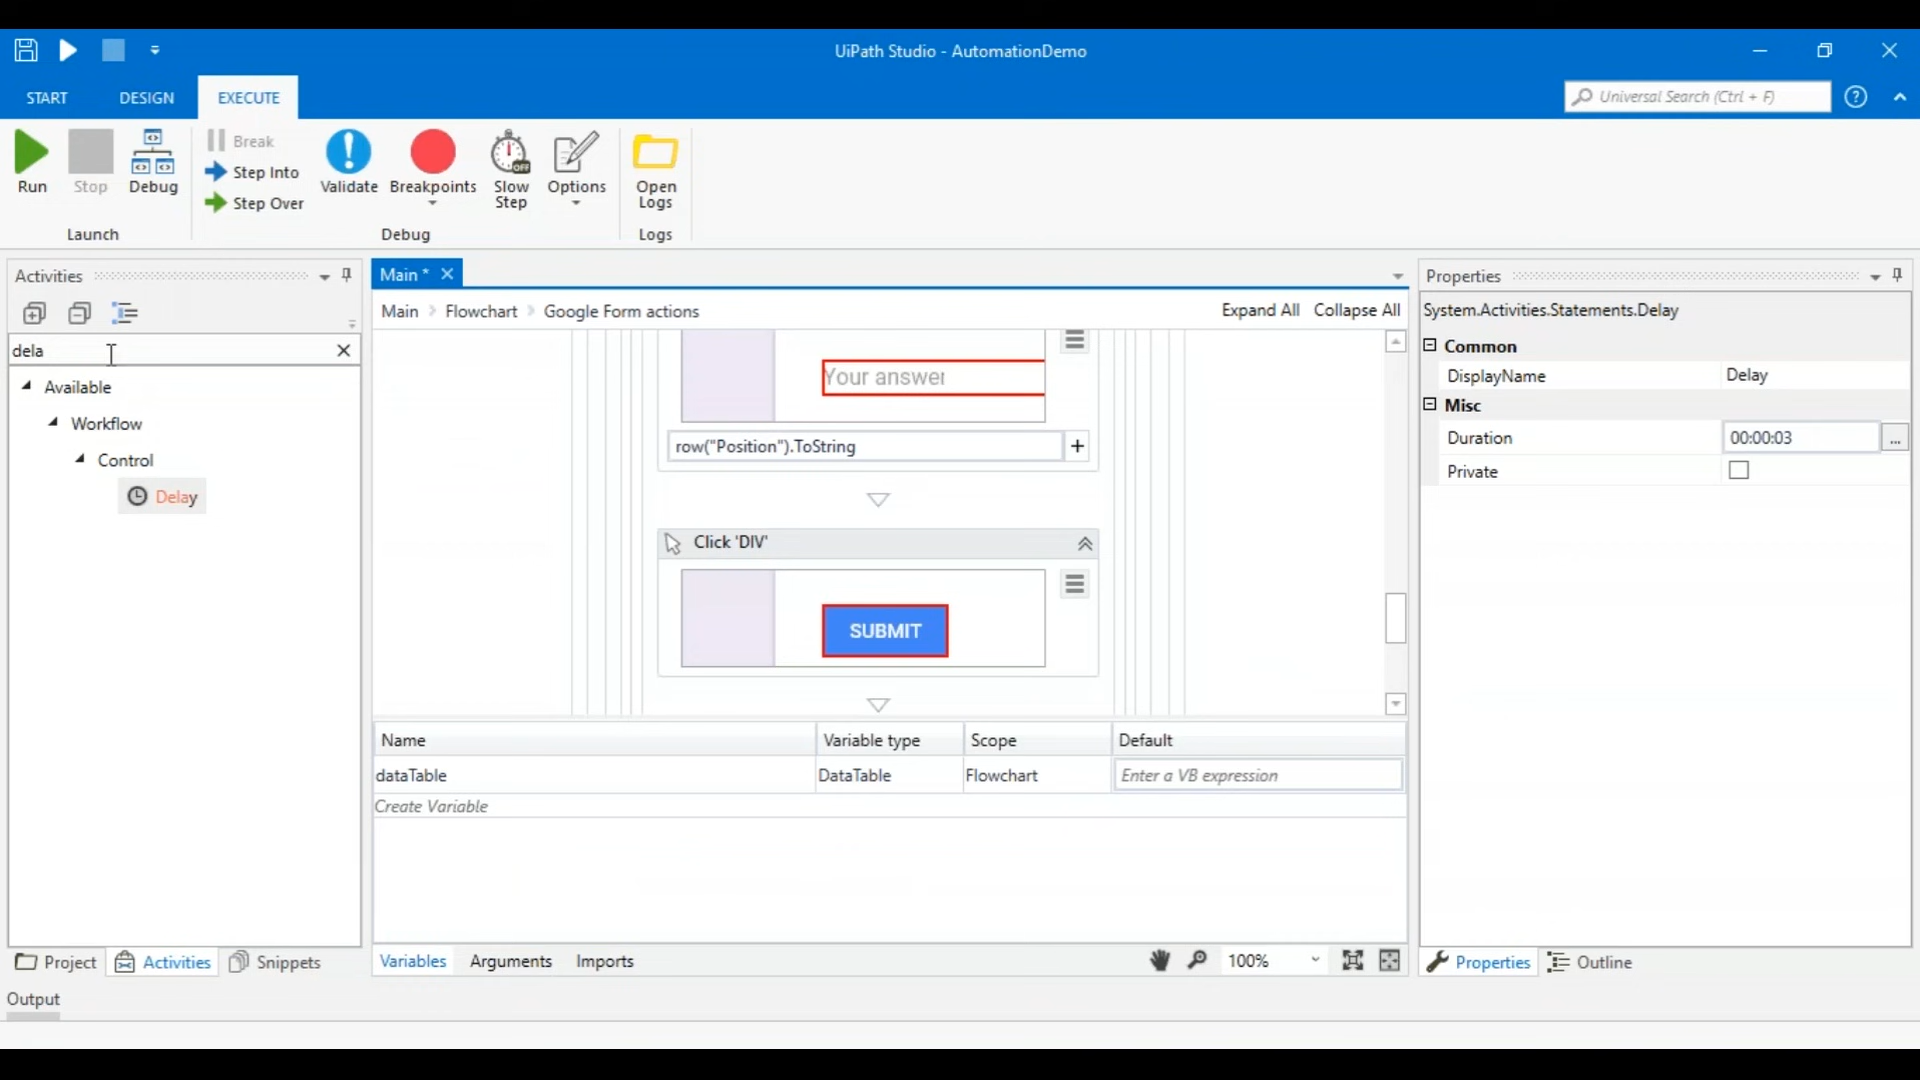 UiPath Studio - AutomationDemo
START DESIGN EXECUTE
Universal Search (Ctrl + F)
Run
Stop
Debug
Launch
Break
Step Into
Step Over
Validate
Breakpoints
Slow
Step
Options
Debug
Open
Logs
Logs
Activities
dela
Available
Workflow
Control
Delay
Project Activities Snippets
Main *
Main Flowchart Google Form actions
Expand All Collapse All
Your answer
row("Position").ToString
Click 'DIV'
SUBMIT
Name Variable type Scope Default
dataTable DataTable Flowchart Enter a VB expression
Create Variable
Variables Arguments Imports
100%
Properties
System.Activities.Statements.Delay
Common
DisplayName Delay
Misc
Duration 00:00:03 ...
Private
Properties Outline
Output